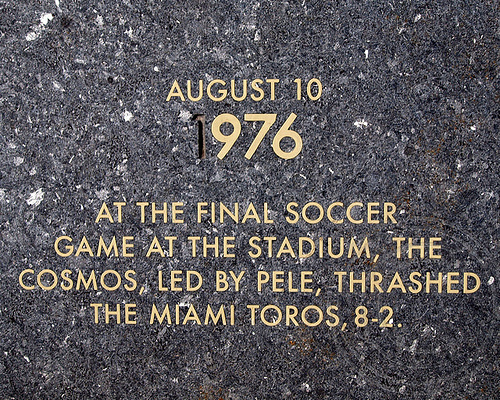 AUGUST 10
1976
AT THE FINAL SOCCER
GAME AT THE STADIUM, THE
COSMOS, LED BY PELE, THRASHED
THE MIAMI TOROS, 8-2.